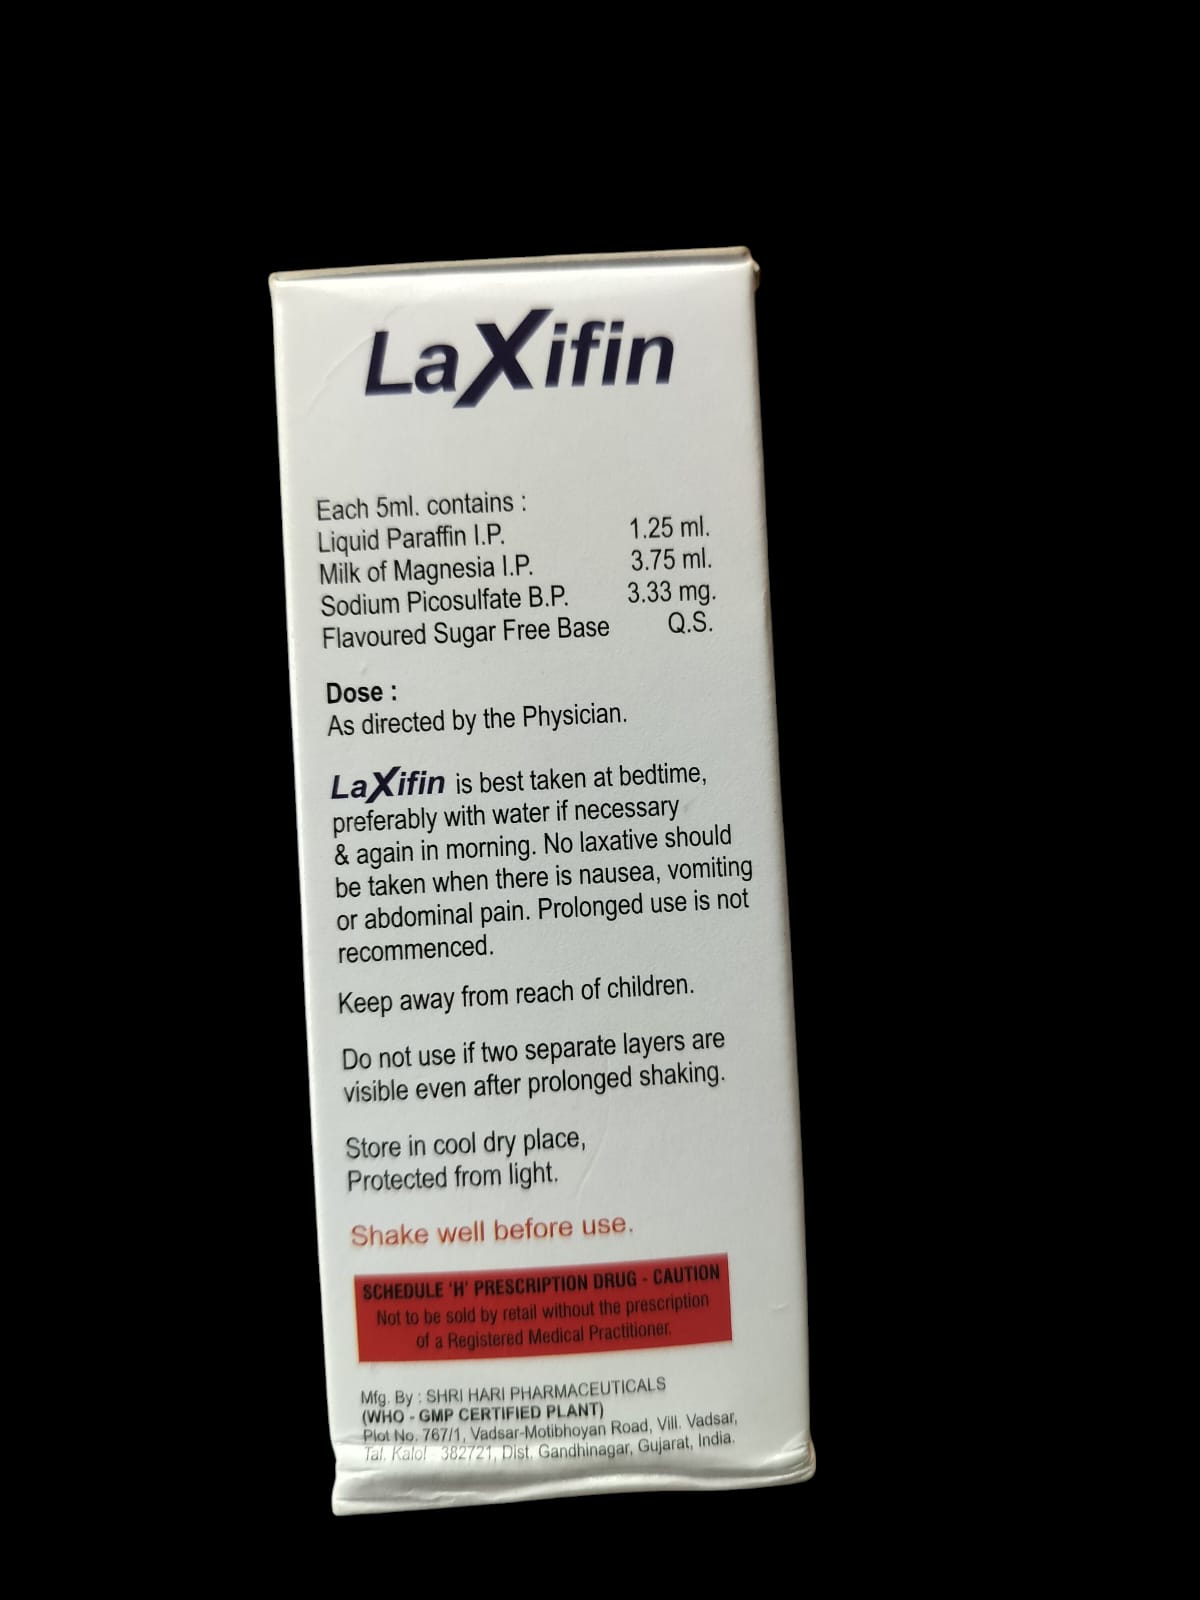 LaXifin
Each 5ml. contains :
Liquid Paraffin I.P. 1.25 ml.
Milk of Magnesia I.P. 3.75 ml.
Sodium Picosulfate B.P. 3.33 mg.
Flavoured Sugar Free Base Q.S.
Dose :
As directed by the Physician.
LaXifin is best taken at bedtime,
preferably with water if necessary
& again in morning. No laxative should
be taken when there is nausea, vomiting
or abdominal pain. Prolonged use is not
recommenced.
Keep away from reach of children.
Do not use if two separate layers are
visible even after prolonged shaking.
Store in cool dry place,
Protected from light.
Shake well before use.
SCHEDULE 'H' PRESCRIPTION DRUG - CAUTION
Not to be sold by retail without the prescription
of a Registered Medical Practitioner.
Mfg. By : SHRI HARI PHARMACEUTICALS
(WHO - GMP CERTIFIED PLANT)
Plot No. 767/1, Vadsar-Motibhoyan Road, Vill. Vadsar,
Tal. Kalol 382721, Dist. Gandhinagar, Gujarat, India.